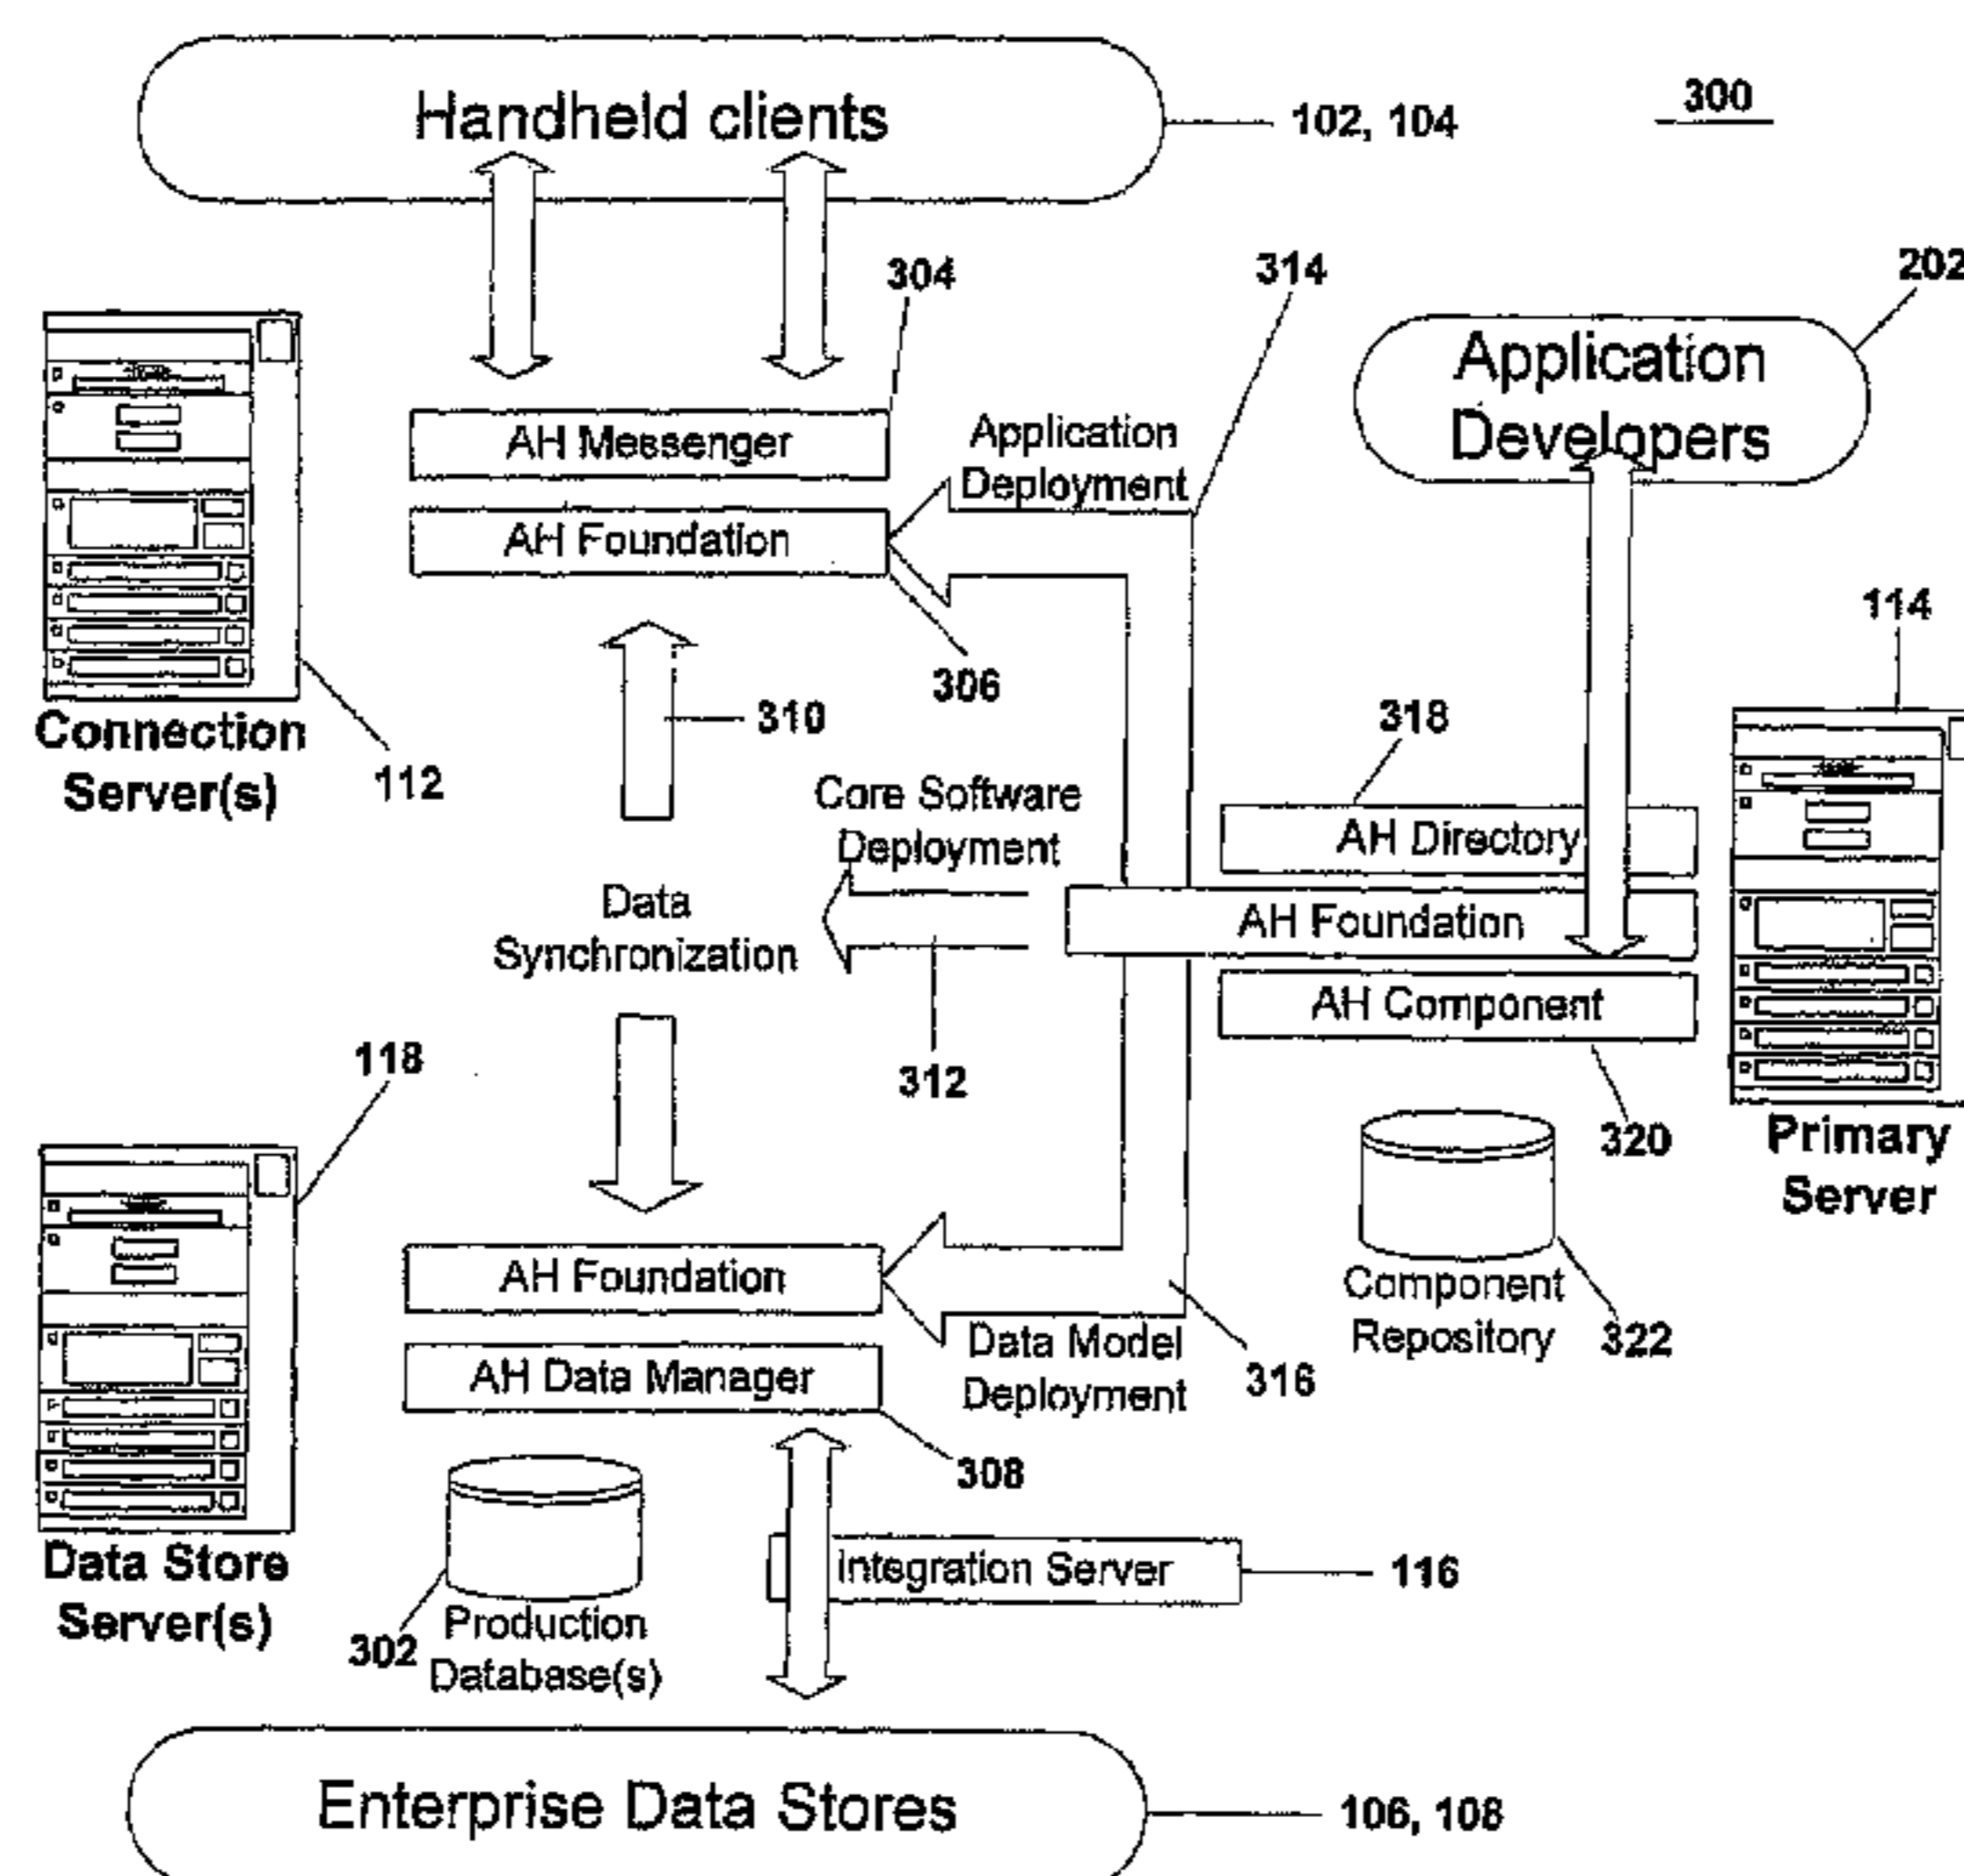 Handheld clients
102, 104
300
304
314
202
Application
Developers
AH Messenger
Application
Deployment
AH Foundation
114
306
310
318
Connection
Server(s)
112
Core Software
Deployment
AH Directory
Data
Synchronization
AH Foundation
AH Component
312
118
320
Primary
Server
AH Foundation
Component
Repository
322
Data Model
Deployment
316
AH Data Manager
308
Data Store
Server(s)
Integration Server
116
302
Production
Database(s)
Enterprise Data Stores
106, 108